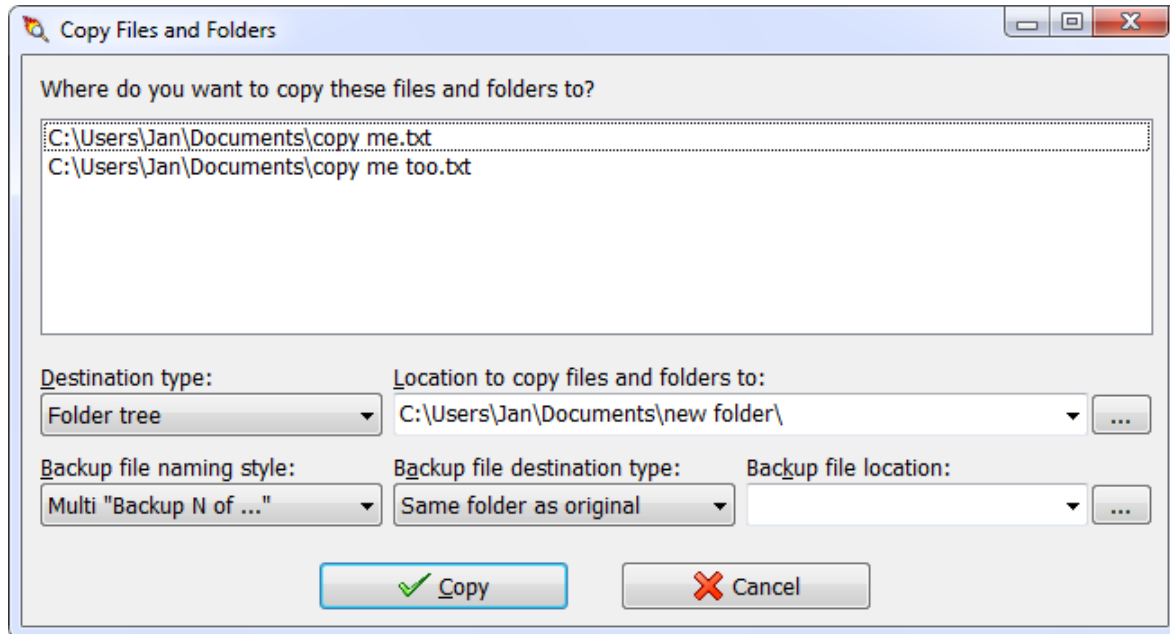 Copy Files and Folders
Where do you want to copy these files and folders to?
C:\Users\Jan\Documents\copy me.txt
C:\Users\Jan\Documents\copy me too.txt
Destination type: Location to copy files and folders to:
Folder tree C:\Users\Jan\Documents\new folder\ ...
Backup file naming style: Backup file destination type: Backup file location:
Multi "Backup N of ..." Same folder as original ...
Copy Cancel